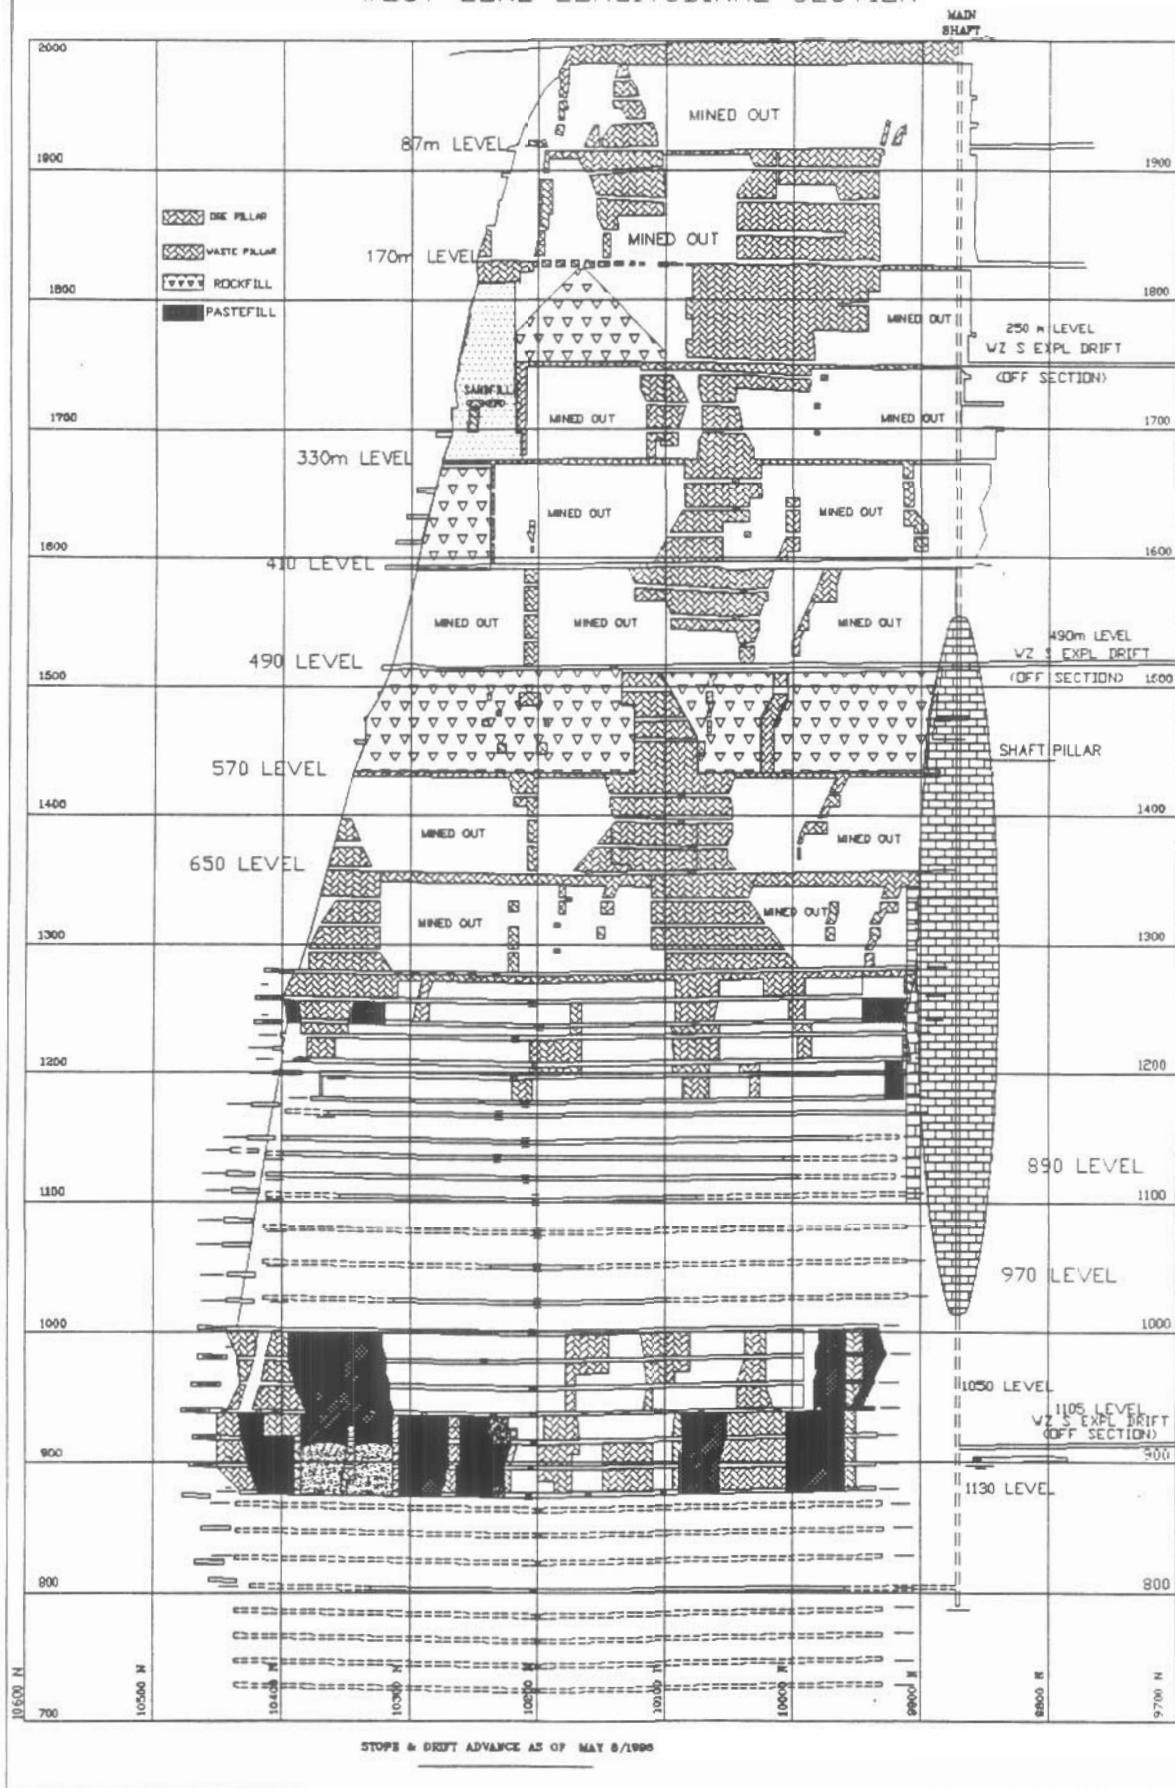 WEST ZONE LONGITUDINAL SECTION
MAIN
SHAFT
2000
MINED OUT
87m LEVEL
1900
1900
ORE PILLAR
WASTE PILLAR
ROCKFILL
PASTEFILL
MINED OUT
170m LEVEL
1800
1800
MINED OUT
250 m LEVEL
WZ S EXPL DRIFT
(OFF SECTION)
SANDFILL
MINED OUT
MINED OUT
1700
1700
330m LEVEL
MINED OUT
MINED OUT
1600
1600
410 LEVEL
MINED OUT
MINED OUT
MINED OUT
490m LEVEL
WZ S EXPL DRIFT
(OFF SECTION)
490 LEVEL
1500
1500
SHAFT PILLAR
570 LEVEL
1400
1400
MINED OUT
MINED OUT
650 LEVEL
MINED OUT
MINED OUT
1300
1300
1200
1200
890 LEVEL
1100
1100
970 LEVEL
1000
1000
1050 LEVEL
1105 LEVEL
WZ S EXPL DRIFT
(OFF SECTION)
900
900
1130 LEVEL
800
800
10600 N
10500 N
10400 N
10300 N
10200 N
10100 N
10000 N
9900 N
9800 N
9700 N
700
STOPE & DRIFT ADVANCE AS OF MAY 8/1996